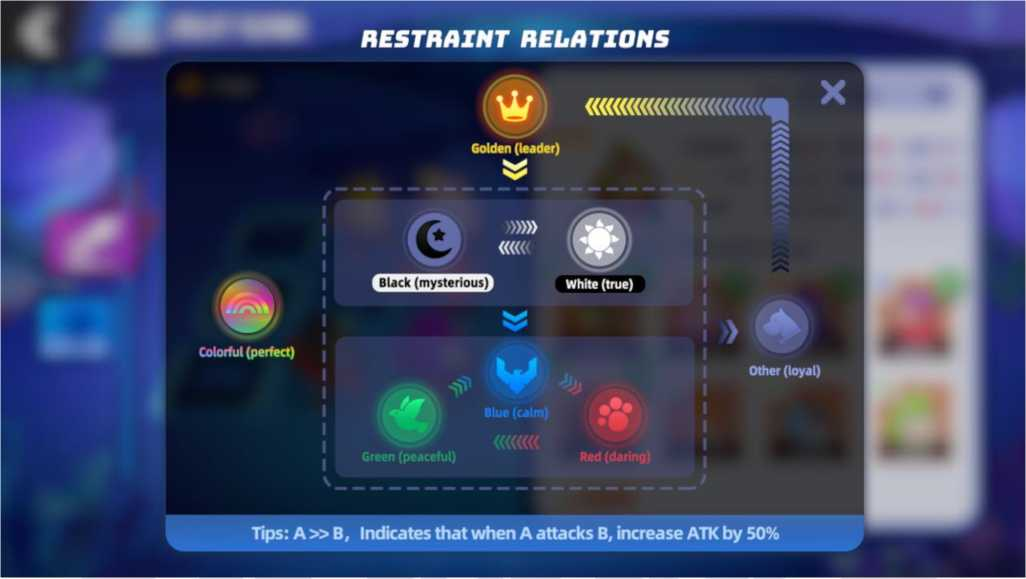 RESTRAINT RELATIONS
Golden (leader)
Black (mysterious)
White (true)
Colorful (perfect)
Other (loyal)
Blue (calm)
Green (peaceful)
Red (daring)
Tips: A >> B, Indicates that when A attacks B, increase ATK by 50%